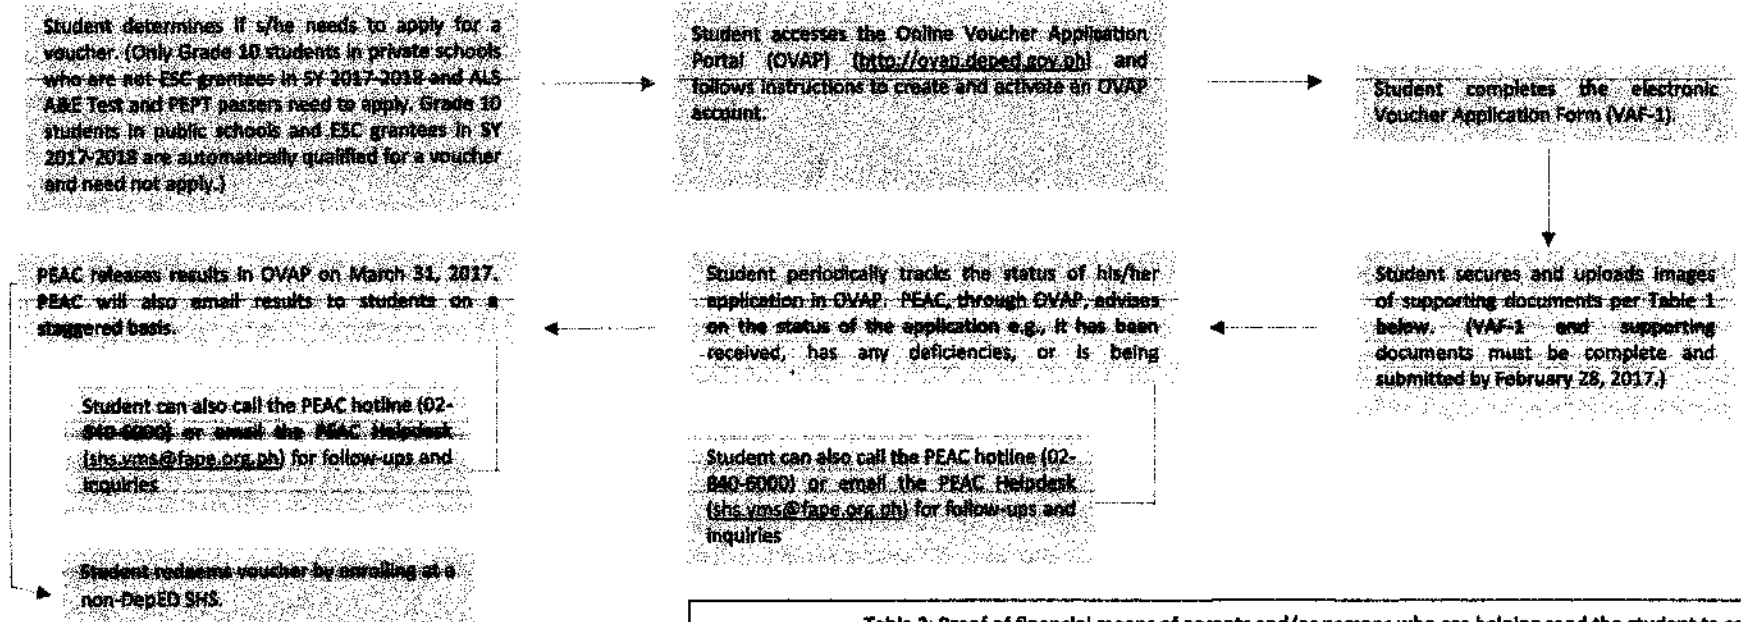 Student determines if s/he needs to apply for a
voucher. (Only Grade 10 students in private schools
who are not ESC grantees in SY 2017-2018 and ALS
A&E Test and PEPT passers need to apply. Grade 10
students in public schools and ESC grantees in SY
2017-2018 are automatically qualified for a voucher
and need not apply.)
Student accesses the Online Voucher Application
Portal (OVAP) (http://ovap.deped.gov.ph) and
follows instructions to create and activate an OVAP
account.
Student completes the electronic
Voucher Application Form (VAF-1).
Student secures and uploads images
of supporting documents per Table 1
below. (VAF-1 and supporting
documents must be complete and
submitted by February 28, 2017.)
Student periodically tracks the status of his/her
application in OVAP. PEAC, through OVAP, advises
on the status of the application e.g., it has been
received, has any deficiencies, or is being
Student can also call the PEAC hotline (02-
840-6000) or email the PEAC Helpdesk
(shs.vms@fape.org.ph) for follow-ups and
inquiries
PEAC releases results in OVAP on March 31, 2017.
PEAC will also email results to students on a
staggered basis.
Student can also call the PEAC hotline (02-
840-6000) or email the PEAC Helpdesk
(shs.vms@fape.org.ph) for follow-ups and
inquiries
Student redeems voucher by enrolling at a
non-DepED SHS.
Table 2: Proof of financial means of parents and/or persons who are helping send the student to